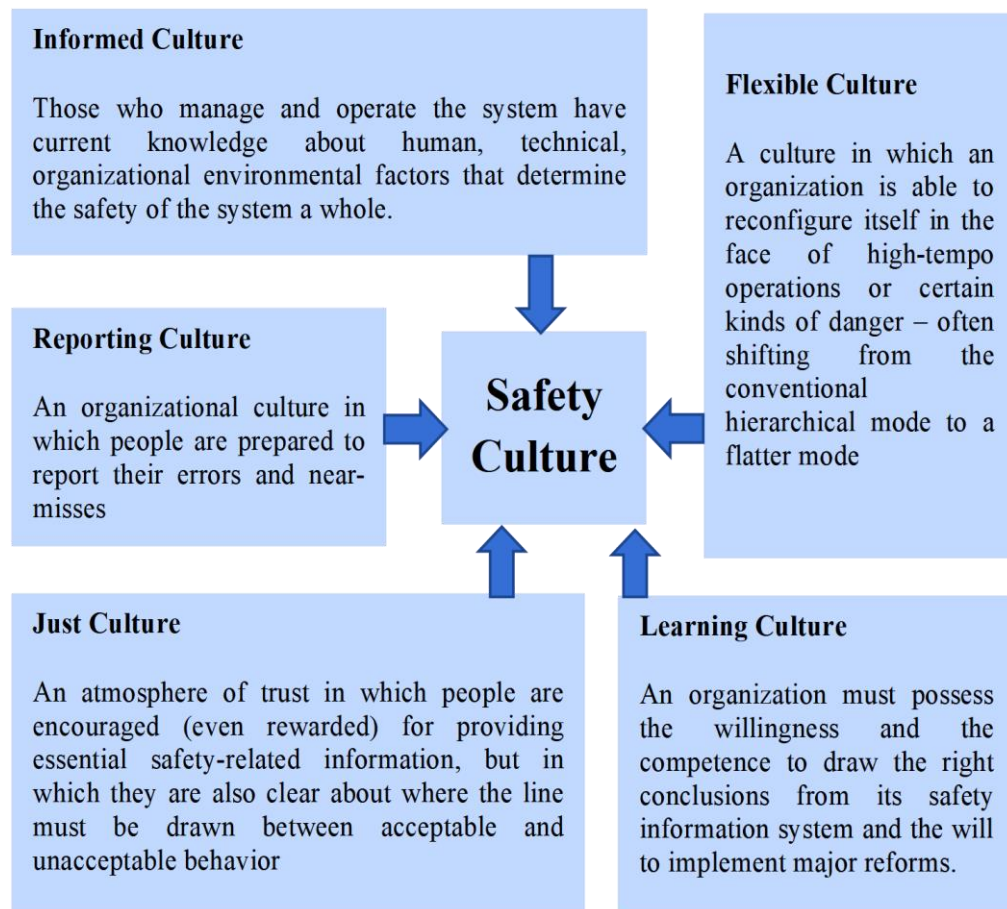 Informed Culture
Those who manage and operate the system have
current knowledge about human, technical,
organizational environmental factors that determine
the safety of the system a whole.
Flexible Culture
A culture in which an
organization is able to
reconfigure itself in the
face of high-tempo
operations or certain
kinds of danger – often
shifting from the
conventional
hierarchical mode to a
flatter mode
Reporting Culture
An organizational culture in
which people are prepared to
report their errors and near-
misses
Safety
Culture
Just Culture
An atmosphere of trust in which people are
encouraged (even rewarded) for providing
essential safety-related information, but in
which they are also clear about where the line
must be drawn between acceptable and
unacceptable behavior
Learning Culture
An organization must possess
the willingness and the
competence to draw the right
conclusions from its safety
information system and the will
to implement major reforms.